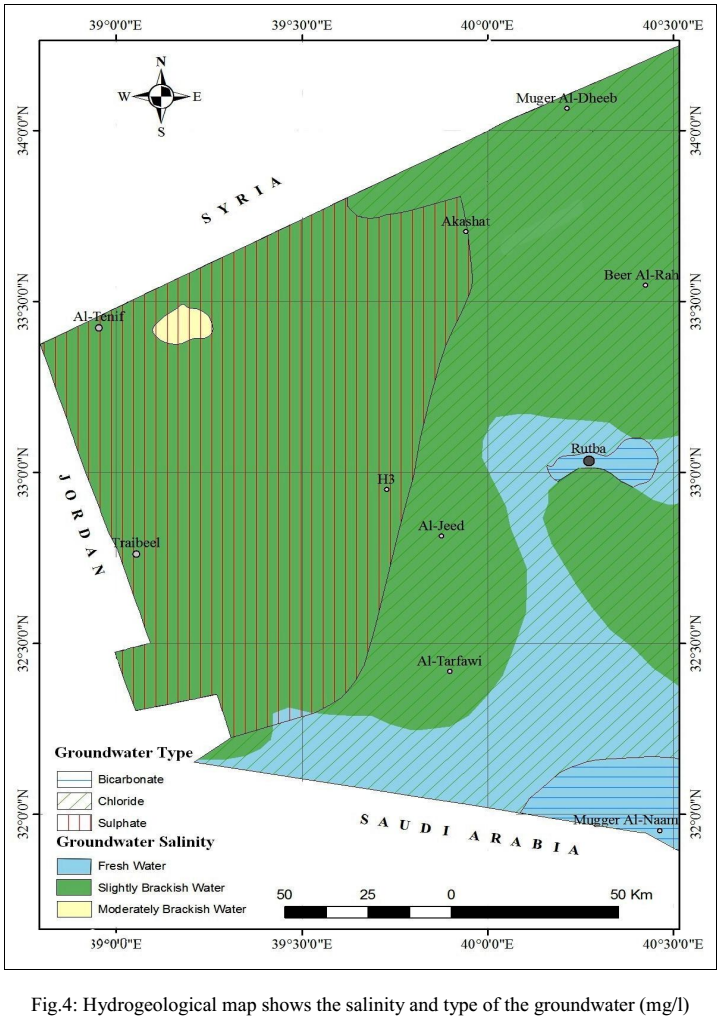 39°0'0"E 39°30'0"E 40°0'0"E 40°30'0"E
N
W E
S
34°0'0"N 34°0'0"N
33°30'0"N 33°30'0"N
33°0'0"N 33°0'0"N
32°30'0"N 32°30'0"N
32°0'0"N 32°0'0"N
Muger Al-Dheeb
SYRIA
Akashat
Beer Al-Rah
Al-Tenif
Rutba
H3
JORDAN
Al-Jeed
Traibeel
Al-Tarfawi
SAUDI ARABIA
Mugger Al-Naam
Groundwater Type
Bicarbonate
Chloride
Sulphate
Groundwater Salinity
Fresh Water
Slightly Brackish Water
Moderately Brackish Water
50 25 0 50 Km
39°0'0"E 39°30'0"E 40°0'0"E 40°30'0"E
Fig.4: Hydrogeological map shows the salinity and type of the groundwater (mg/l)